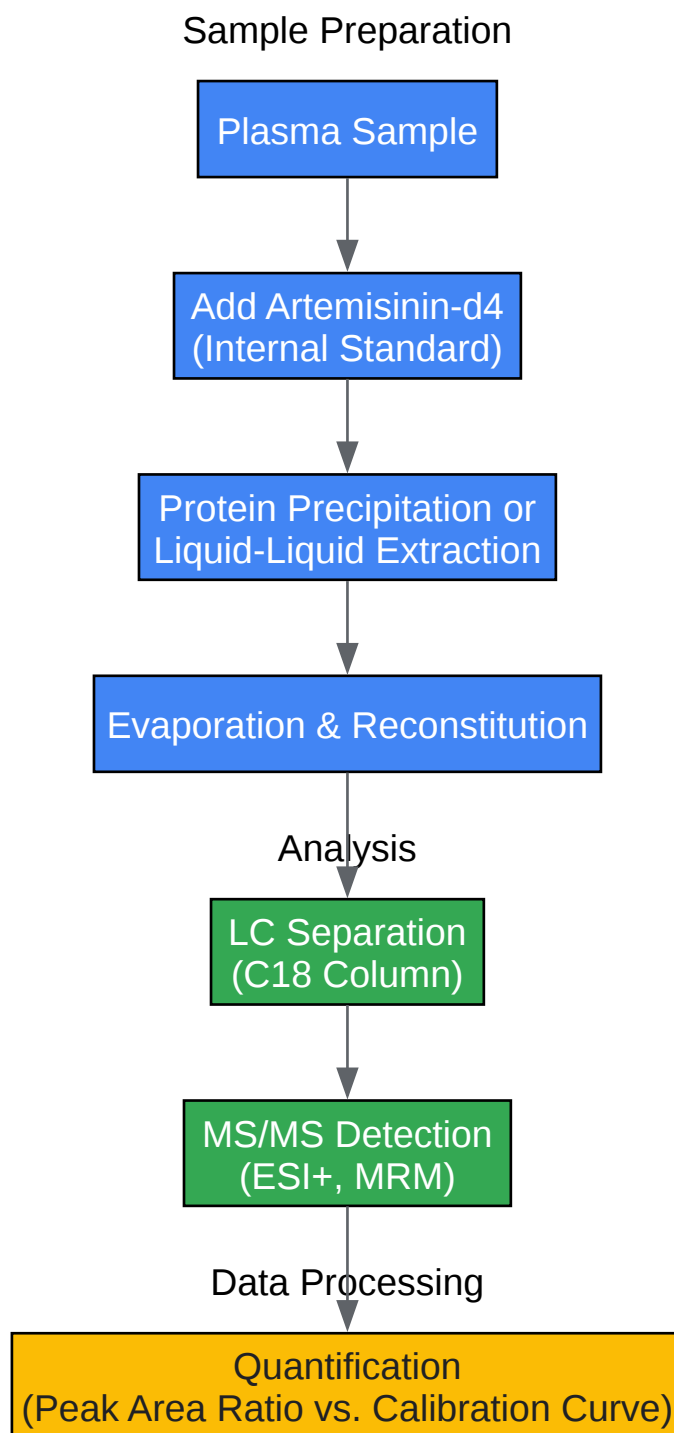 Sample Preparation
Plasma Sample
Add Artemisinin-d4
(Internal Standard)
Protein Precipitation or
Liquid-Liquid Extraction
Evaporation & Reconstitution
Analysis
LC Separation
(C18 Column)
MS/MS Detection
(ESI+, MRM)
Data Processing
Quantification
(Peak Area Ratio vs. Calibration Curve)